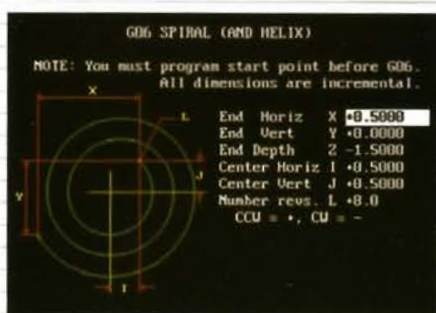 G06 SPIRAL (AND HELIX)
NOTE: You must program start point before G06.
All dimensions are incremental.
X
L
End Horiz X +0.5000
End Vert Y +0.0000
End Depth Z -1.5000
Center Horiz I +0.5000
Center Vert J +0.5000
Number revs. L +8.0
CCW = +, CW = -
J
Y
I